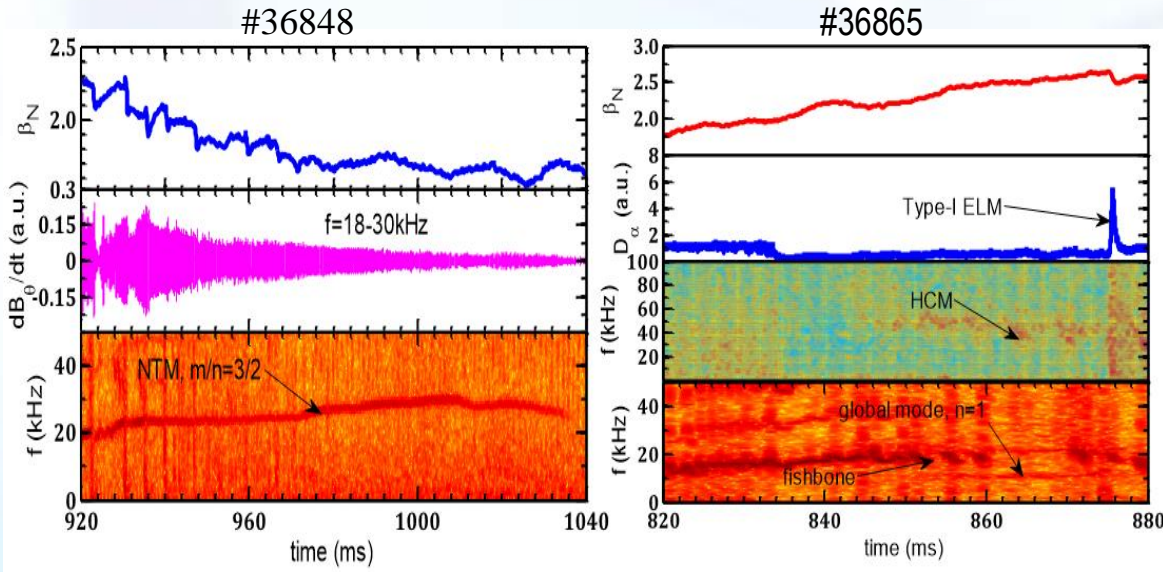 #36848
2.5
2.0
0.3
β_N
0.15
0
-0.15
dB_θ/dt (a.u.)
f=18-30kHz
40
20
0
f (kHz)
NTM, m/n=3/2
920 960 1000 1040
time (ms)
#36865
3.0
2.5
2.0
β_N
8
6
4
2
D_α (a.u.)
Type-I ELM
100
80
60
40
20
f (kHz)
HCM
40
20
0
f (kHz)
global mode, n=1
fishbone
820 840 860 880
time (ms)